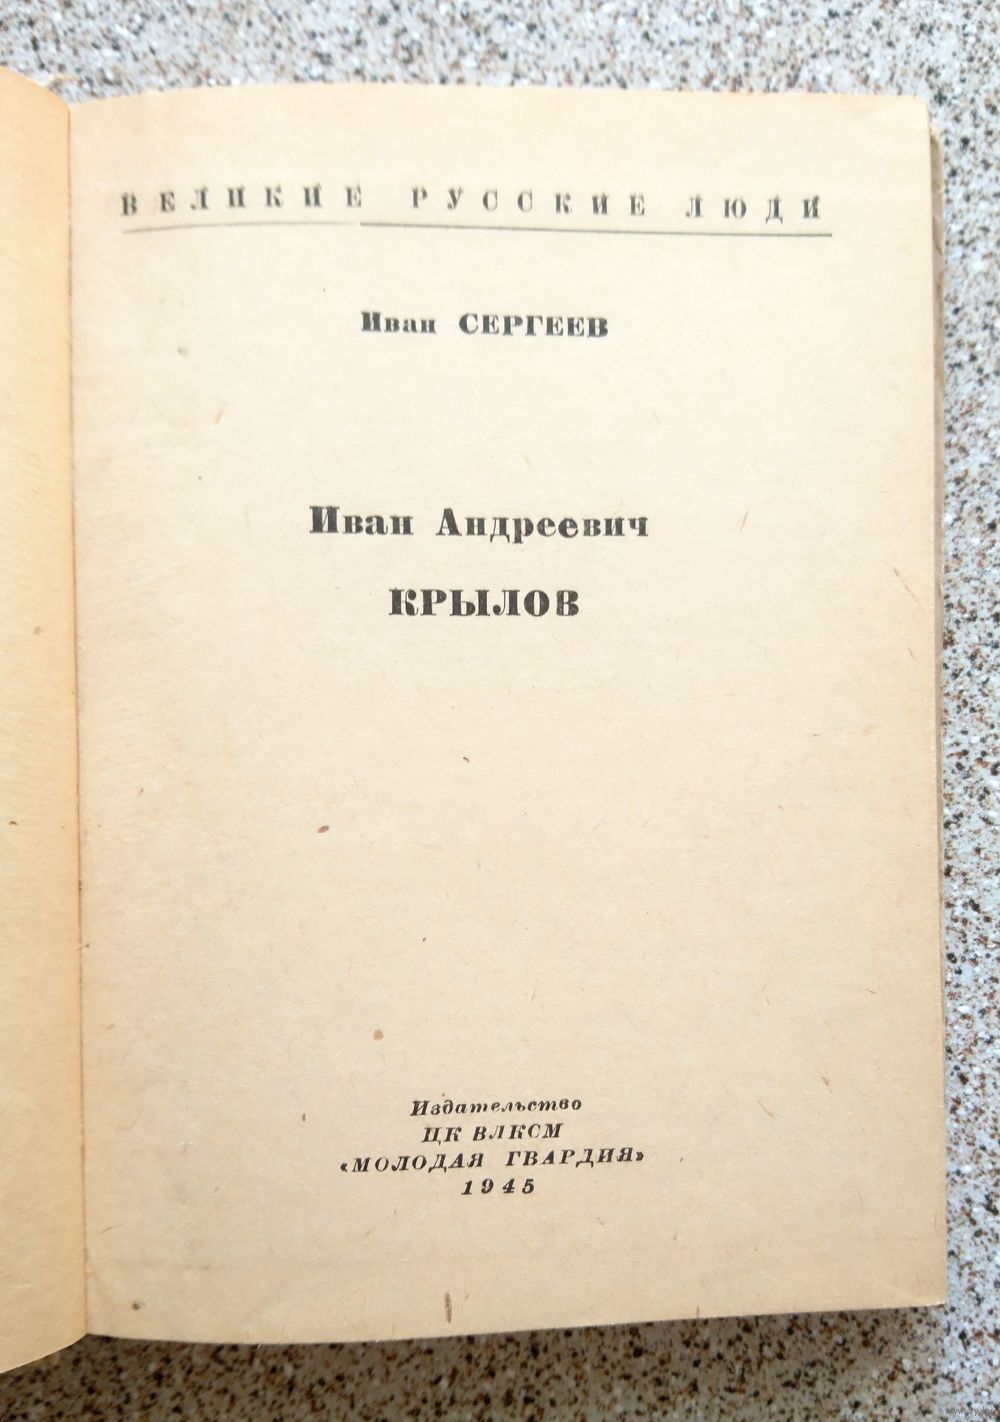 ВЕЛИКИЕ РУССКИЕ ЛЮДИ
Иван СЕРГЕЕВ
Иван Андреевич
КРЫЛОВ
Издательство
ЦК ВЛКСМ
«МОЛОДАЯ ГВАРДИЯ»
1945